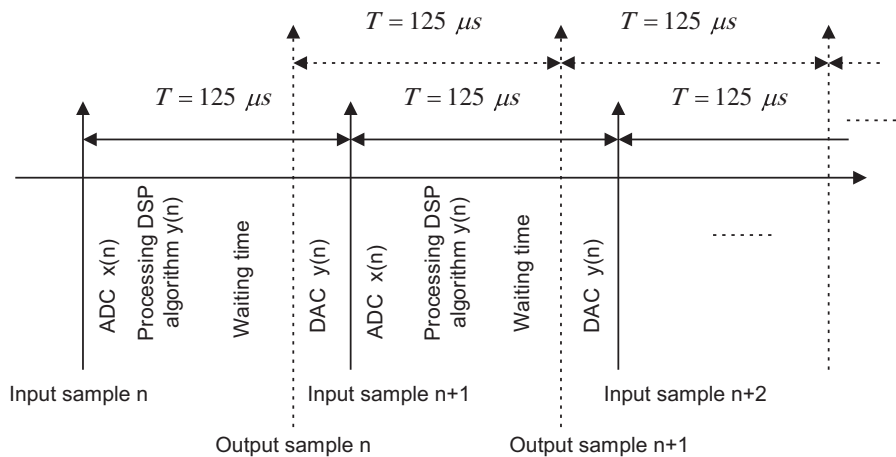 T = 125 μs
T = 125 μs
T = 125 μs
T = 125 μs
T = 125 μs
ADC x(n)
Processing DSP
algorithm y(n)
Waiting time
DAC y(n)
ADC x(n)
Processing DSP
algorithm y(n)
Waiting time
DAC y(n)
Input sample n
Input sample n+1
Input sample n+2
Output sample n
Output sample n+1